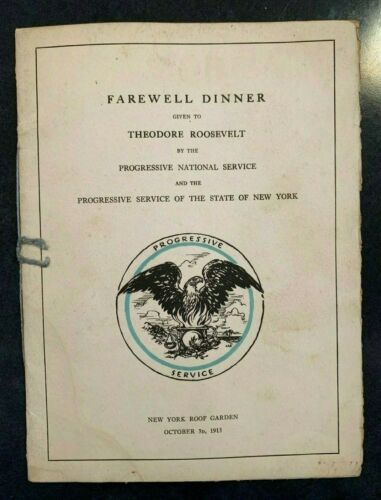 FAREWELL DINNER
GIVEN TO
THEODORE ROOSEVELT
BY THE
PROGRESSIVE NATIONAL SERVICE
AND THE
PROGRESSIVE SERVICE OF THE STATE OF NEW YORK
PROGRESSIVE
SERVICE
NEW YORK ROOF GARDEN
OCTOBER 3D, 1913